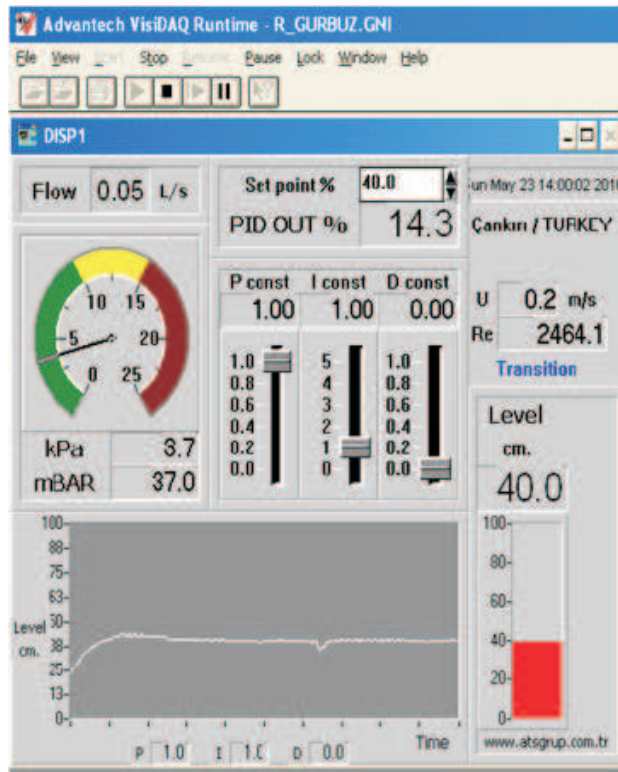 Advantech VisiDAQ Runtime - R_GURBUZ.GNI
File View Start Stop Resume Pause Lock Window Help
DISP1
Flow 0.05 L/s
Set point % 40.0
PID OUT % 14.3
un May 23 14:00:02 201
Çankırı / TURKEY
U 0.2 m/s
Re 2464.1
Transition
0 5 10 15 20 25
kPa 3.7
mBAR 37.0
P const I const D const
1.00 1.00 0.00
1.0 5 1.0
0.8 4 0.8
0.6 3 0.6
0.4 2 0.4
0.2 1 0.2
0.0 0 0.0
Level
cm.
40.0
100-
80-
60-
40-
20-
0-
www.atsgrup.com.tr
100-
88-
75-
63-
50-
38-
25-
13-
0-
Level
cm.
Time
P 1.0 I 1.0 D 0.0